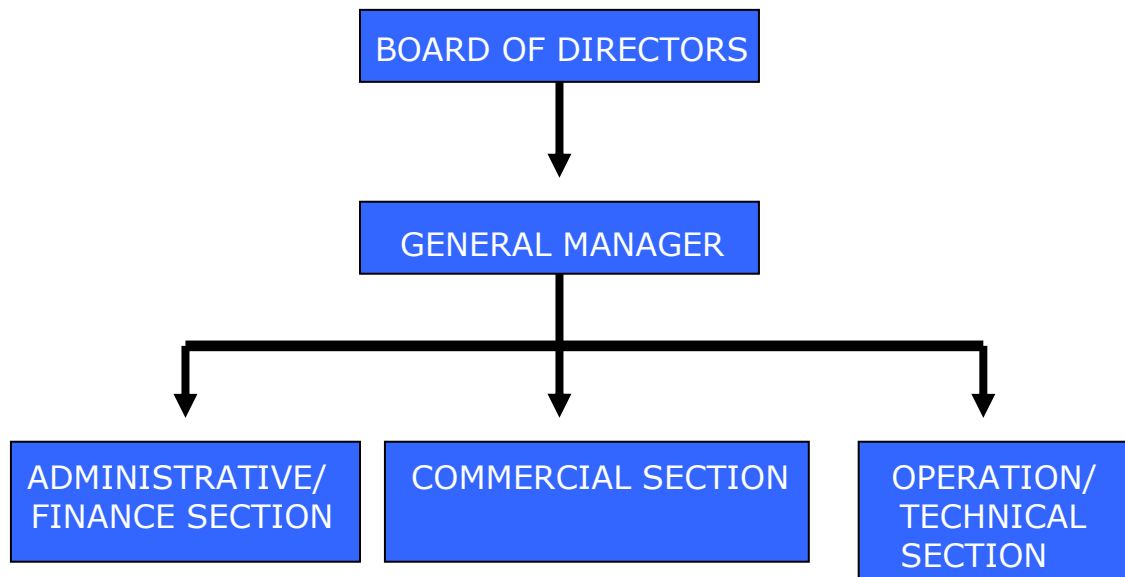 BOARD OF DIRECTORS
GENERAL MANAGER
ADMINISTRATIVE/
FINANCE SECTION
COMMERCIAL SECTION
OPERATION/
TECHNICAL
SECTION